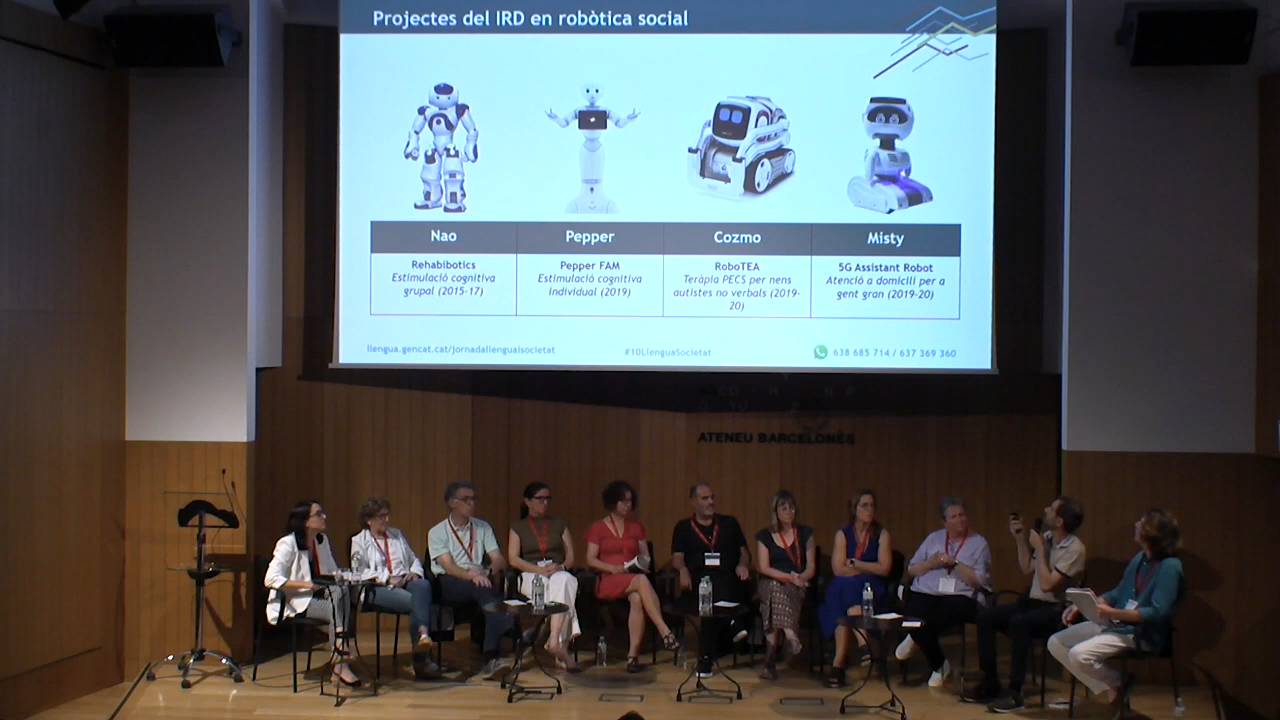 Projectes del IRD en robòtica social
Nao
Pepper
Cozmo
Misty
Rehabibotics
Estimulació cognitiva
grupal (2015-17)
Pepper FAM
Estimulació cognitiva
individual (2019)
RoboTEA
Teràpia PECS per nens
autistes no verbals (2019-
20)
5G Assistant Robot
Atenció a domicili per a
gent gran (2019-20)
llengua.gencat.cat/jornadallenguaisocietat
#10LlenguaSocietat
638 685 714 / 637 369 360
ATENEU BARCELONÈS